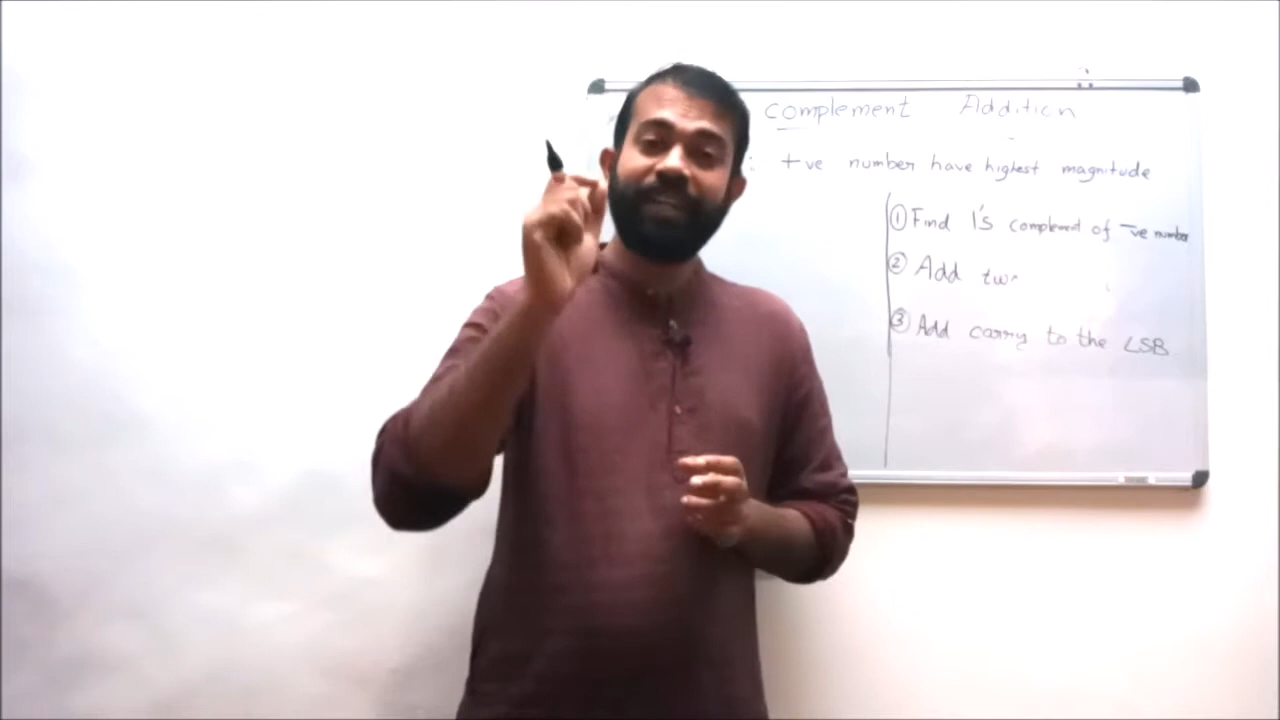 complement Addition
: +ve number have highest magnitude
① Find 1's complement of -ve number
② Add
③ Add carry to the LSB